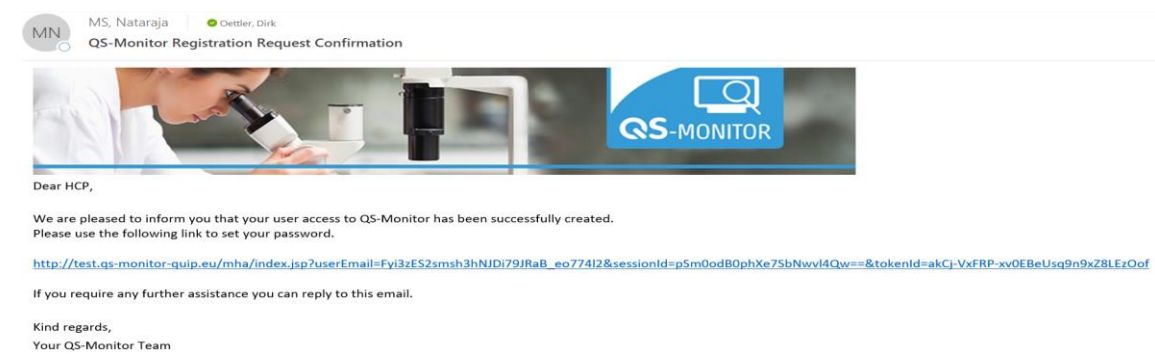 MN
MS, Nataraja
Oettler, Dirk
QS-Monitor Registration Request Confirmation
QS-MONITOR
Dear HCP,
We are pleased to inform you that your user access to QS-Monitor has been successfully created.
Please use the following link to set your password.
http://test.qs-monitor-quip.eu/mha/index.jsp?userEmail=Fyi3zES2smsh3hNJDi79JRaB_eo774l2&sessionId=pSm0odB0phXe7SbNwvl4Qw==&tokenId=akCj-VxFRP-xv0EBeUsq9n9xZ8LEzOof
If you require any further assistance you can reply to this email.
Kind regards,
Your QS-Monitor Team